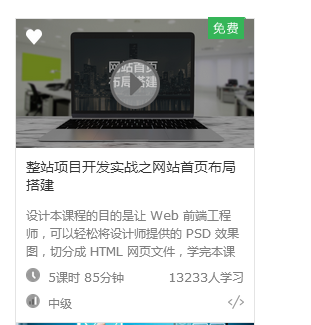 免费
网站首页
布局搭建
整站项目开发实战之网站首页布局
搭建
设计本课程的目的是让 Web 前端工程
师，可以轻松将设计师提供的 PSD 效果
图，切分成 HTML 网页文件，学完本课
5课时 85分钟
13233人学习
中级